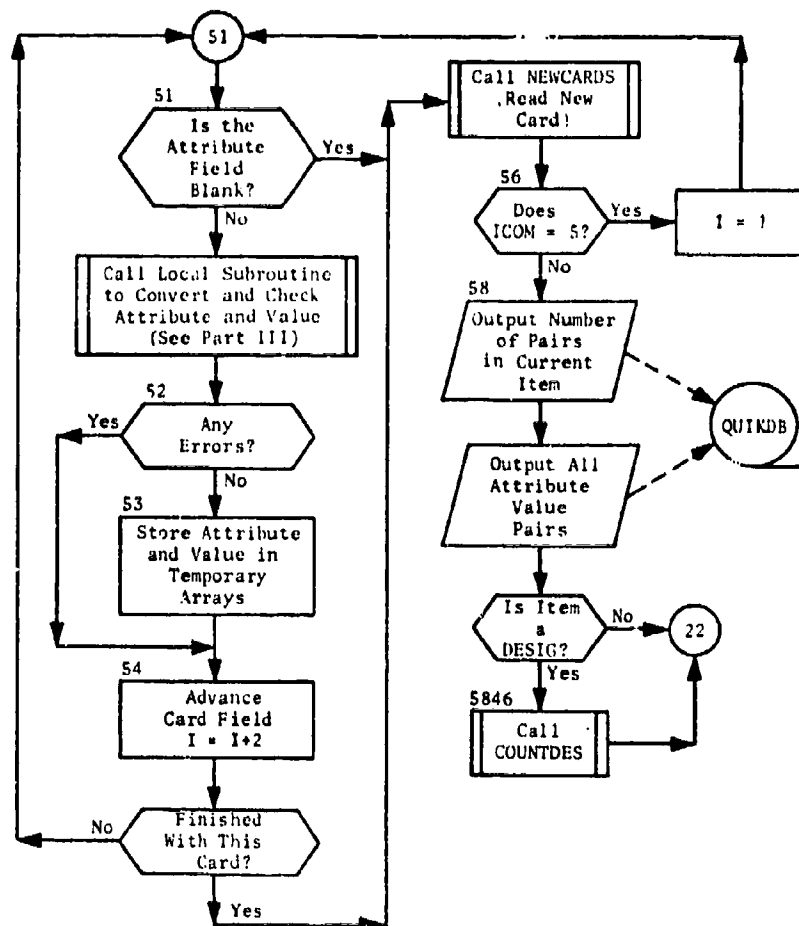 51
51
Is the
Attribute
Field
Blank?
Yes
No
Call Local Subroutine
to Convert and Check
Attribute and Value
(See Part III)
52
Yes
Any
Errors?
No
53
Store Attribute
and Value in
Temporary
Arrays
54
Advance
Card Field
I = I+2
No
Finished
With This
Card?
Yes
Call NEWCARDS
,Read New
Card!
56
Does
ICOM = 5?
Yes
I = 1
No
58
Output Number
of Pairs
in Current
Item
QUIKDB
Output All
Attribute
Value
Pairs
Is Item
a
DESIG?
No
22
Yes
5846
Call
COUNTDES